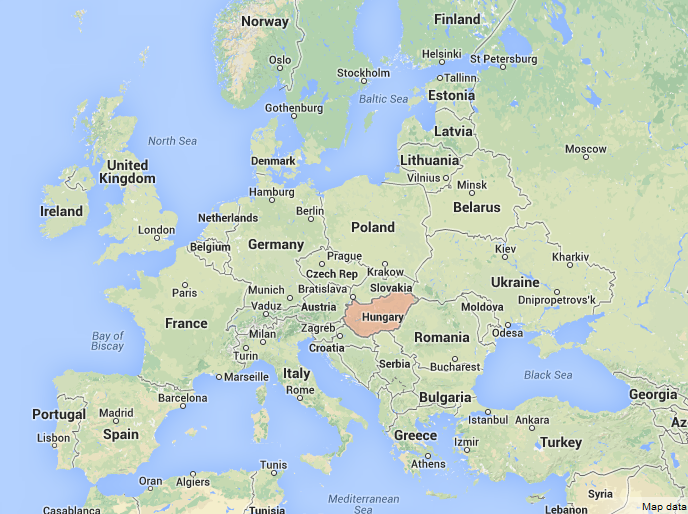 Norway
Finland
Helsinki
Oslo
St Petersburg
Stockholm
Tallinn
Baltic Sea
Estonia
Gothenburg
Latvia
North Sea
Moscow
Denmark
Lithuania
United
Kingdom
Vilnius
Minsk
Hamburg
Ireland
Berlin
Belarus
Netherlands
Poland
London
Belgium
Germany
Kiev
Prague
Kharkiv
Czech Rep
Krakow
Ukraine
Paris
Munich
Bratislava
Slovakia
Dnipropetrovs'k
Vaduz
Austria
Moldova
France
Hungary
Zagreb
Odesa
Bay of
Biscay
Milan
Romania
Turin
Croatia
Serbia
Bucharest
Marseille
Italy
Black Sea
Rome
Georgia
Barcelona
Bulgaria
Portugal
Madrid
Istanbul
Ankara
Az
Lisbon
Spain
Greece
Izmir
Turkey
Athens
Tunis
Oran
Algiers
Syria
Mediterranean
Sea
Casablanca
Lebanon
Map data